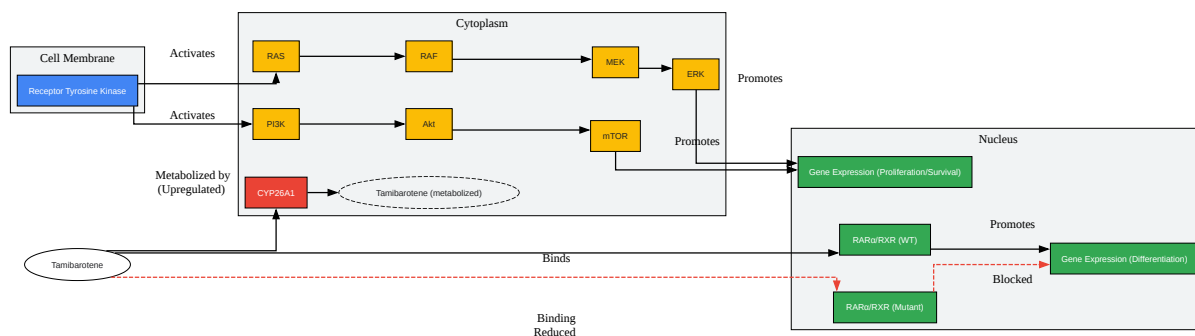 Cytoplasm
Cell Membrane
Activates
RAS
RAF
MEK
ERK
Promotes
Receptor Tyrosine Kinase
Activates
PI3K
Akt
mTOR
Promotes
Nucleus
Gene Expression (Proliferation/Survival)
Metabolized by
(Upregulated)
CYP26A1
Tamibarotene (metabolized)
RARα/RXR (WT)
Promotes
Tamibarotene
Binds
Gene Expression (Differentiation)
Blocked
RARα/RXR (Mutant)
Binding
Reduced